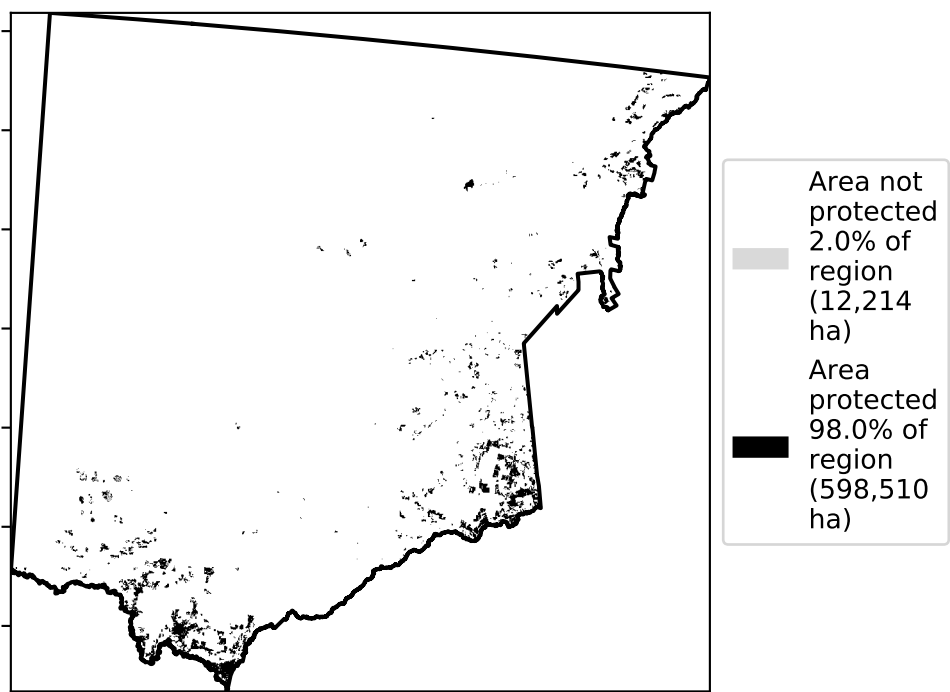 Area not
protected
2.0% of
region
(12,214
ha)
Area
protected
98.0% of
region
(598,510
ha)